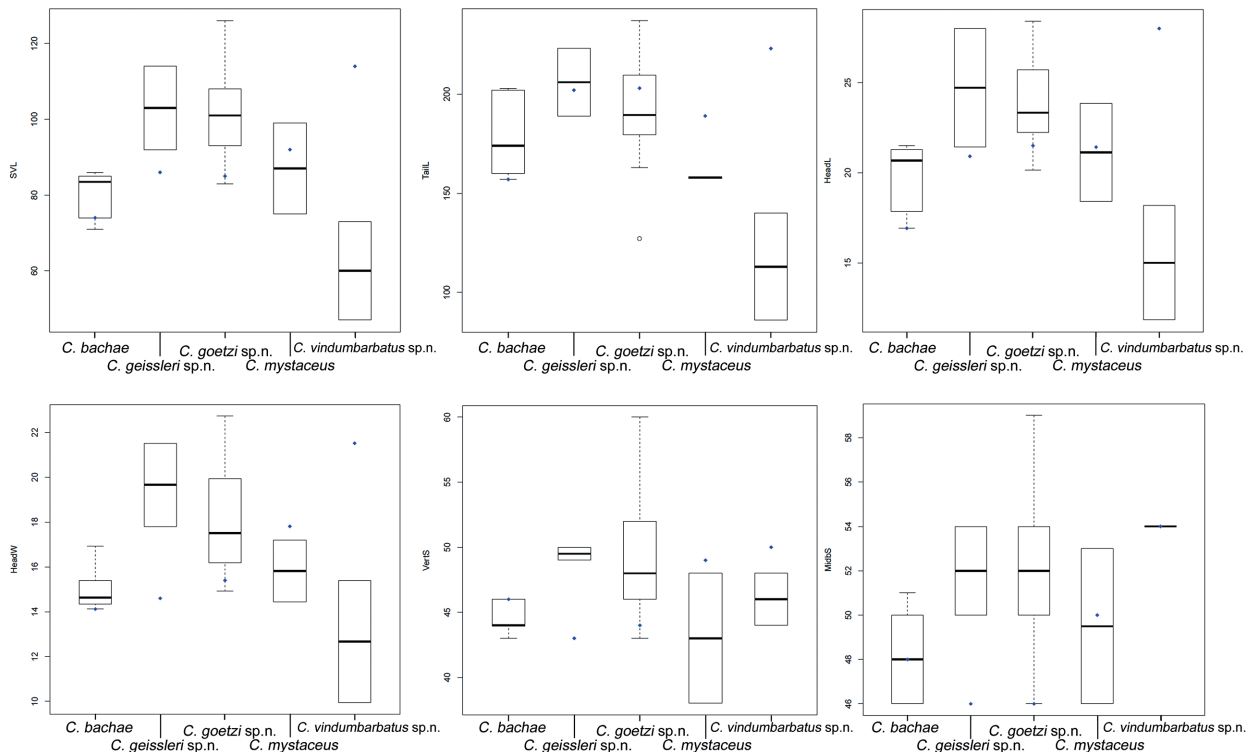 SVL
120
100
80
60
C. bachae
C. goetzi sp.n.
C. vindumbarbatus sp.n.
C. geissleri sp.n.
C. mystaceus
TailL
200
150
100
C. bachae
C. goetzi sp.n.
C. vindumbarbatus sp.n.
C. geissleri sp.n.
C. mystaceus
HeadL
25
20
15
C. bachae
C. goetzi sp.n.
C. vindumbarbatus sp.n.
C. geissleri sp.n.
C. mystaceus
HeadW
22
20
18
16
14
12
10
C. bachae
C. goetzi sp.n.
C. vindumbarbatus sp.n.
C. geissleri sp.n.
C. mystaceus
VertS
60
55
50
45
40
C. bachae
C. goetzi sp.n.
C. vindumbarbatus sp.n.
C. geissleri sp.n.
C. mystaceus
MidbS
58
56
54
52
50
48
46
C. bachae
C. goetzi sp.n.
C. vindumbarbatus sp.n.
C. geissleri sp.n.
C. mystaceus